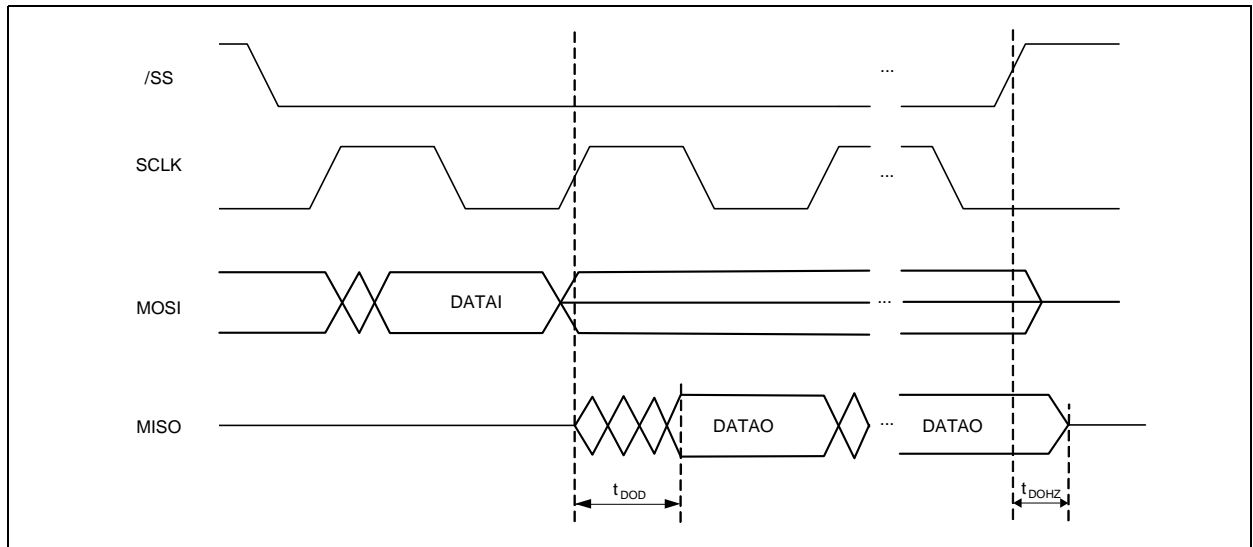 /SS
...
SCLK
...
MOSI
DATAI
...
MISO
DATAO
...
DATAO
tDOD
tDOHZ